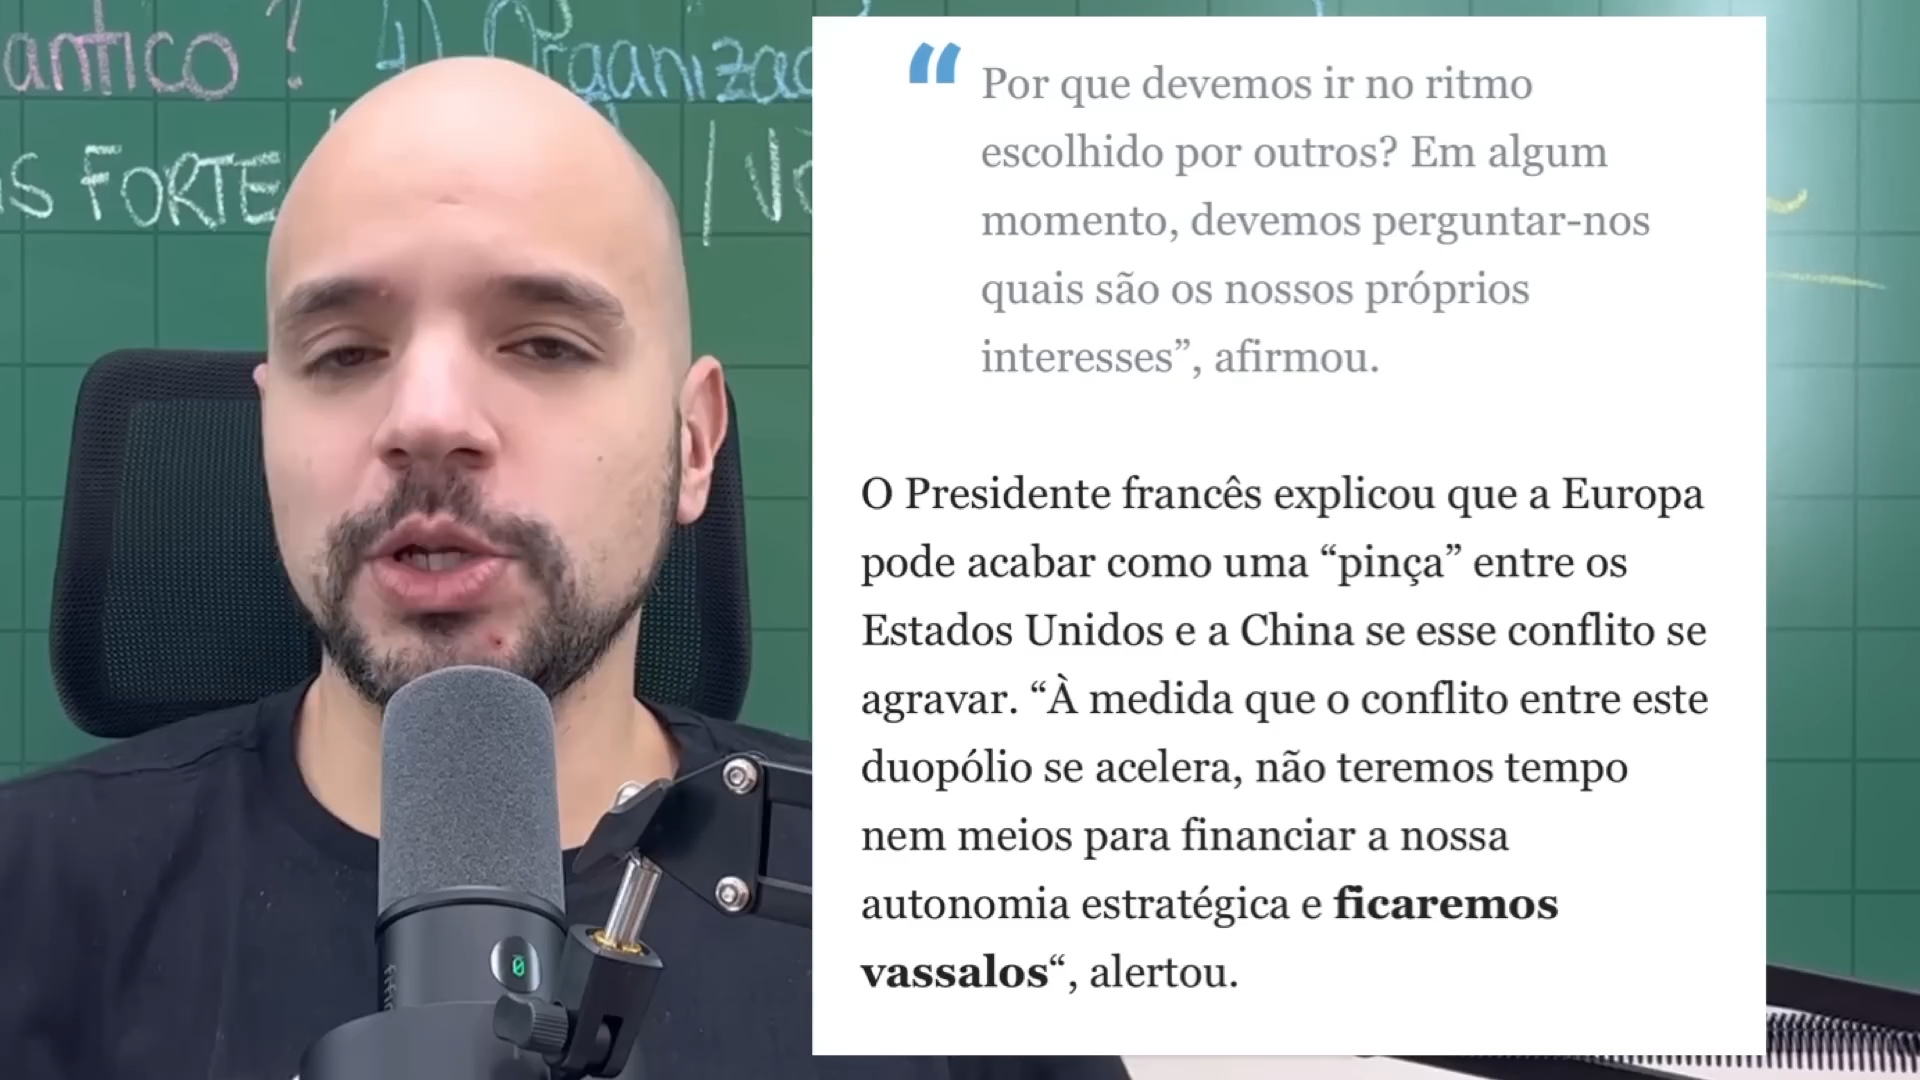 antico? 4) Organizaç
S FORTE
“ Por que devemos ir no ritmo
escolhido por outros? Em algum
momento, devemos perguntar-nos
quais são os nossos próprios
interesses”, afirmou.
O Presidente francês explicou que a Europa
pode acabar como uma “pinça” entre os
Estados Unidos e a China se esse conflito se
agravar. “À medida que o conflito entre este
duopólio se acelera, não teremos tempo
nem meios para financiar a nossa
autonomia estratégica e ficaremos
vassalos“, alertou.